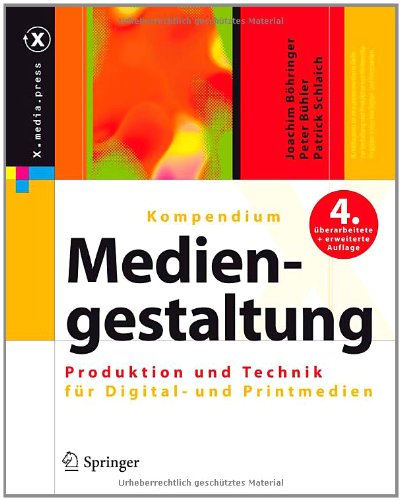 Urheberrechtlich geschütztes Material
X.media.press
Joachim Böhringer
Peter Bühler
Patrick Schlaich
Kompendium
4.
überarbeitete
+ erweiterte
Auflage
Medien-
gestaltung
Produktion und Technik
für Digital- und Printmedien
Springer
Urheberrechtlich geschütztes Material